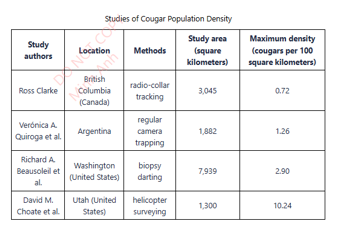 Studies of Cougar Population Density
Study authors Location Methods Study area (square kilometers) Maximum density (cougars per 100 square kilometers)
Ross Clarke British Columbia (Canada) radio-collar tracking 3,045 0.72
Verónica A. Quiroga et al. Argentina regular camera trapping 1,882 1.26
Richard A. Beausoleil et al. Washington (United States) biopsy darting 7,939 2.90
David M. Choate et al. Utah (United States) helicopter surveying 1,300 10.24